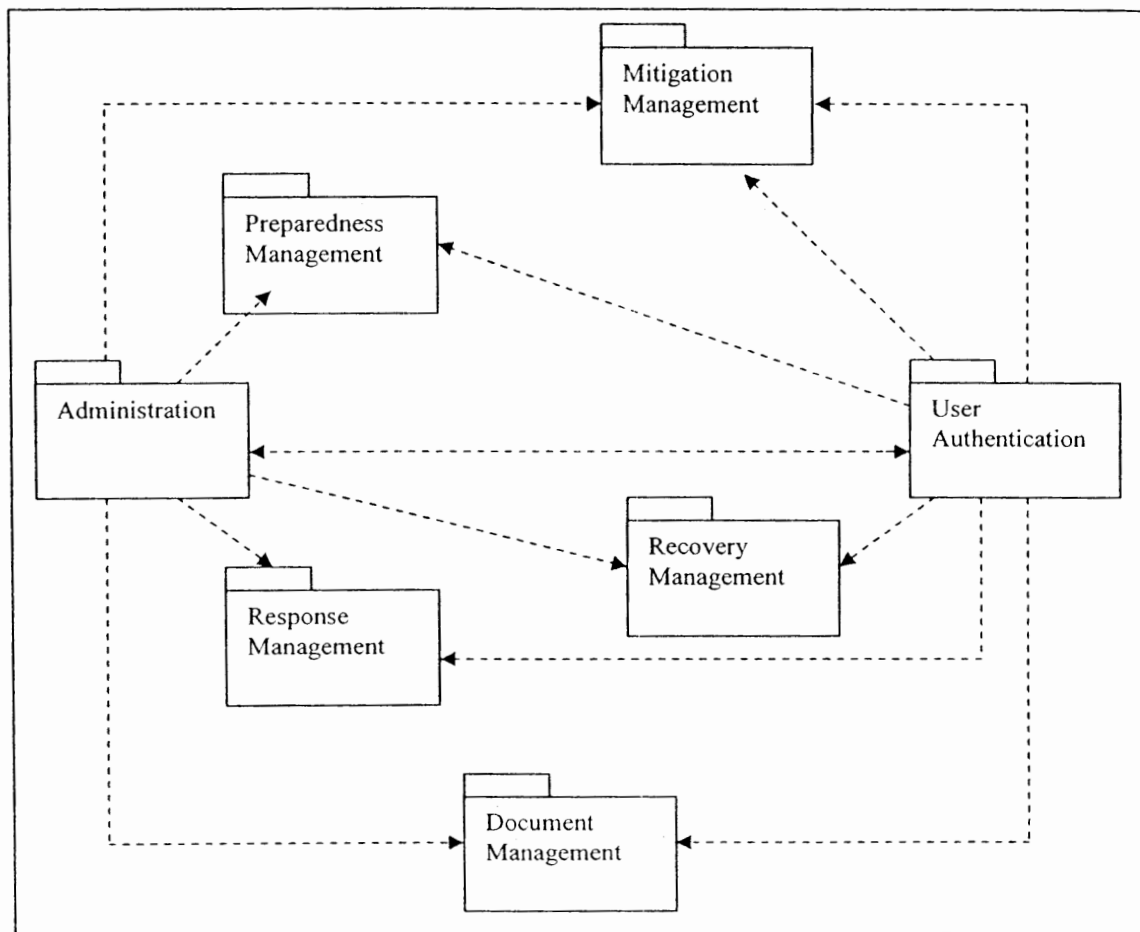 Mitigation
Management
Preparedness
Management
Administration
User
Authentication
Recovery
Management
Response
Management
Document
Management